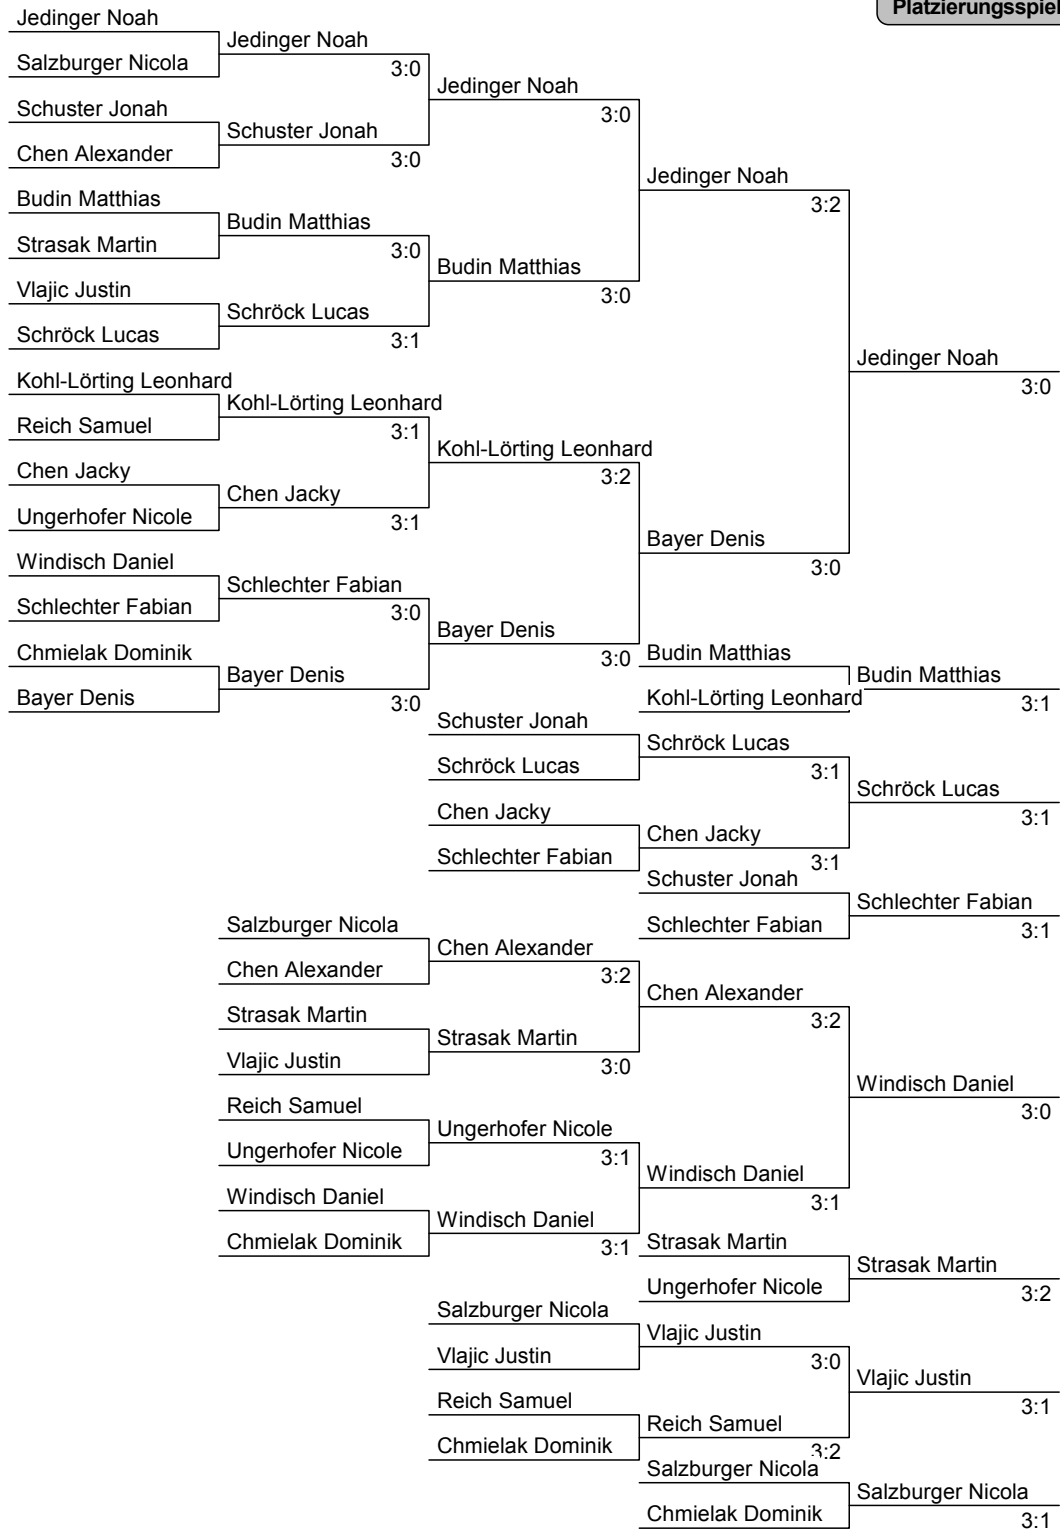 Platzierungsspiel
Jedinger Noah
Jedinger Noah
Salzburger Nicola
3:0
Jedinger Noah
Schuster Jonah
3:0
Schuster Jonah
Chen Alexander
3:0
Jedinger Noah
Budin Matthias
3:2
Budin Matthias
Strasak Martin
3:0
Budin Matthias
Vlajic Justin
3:0
Schröck Lucas
Schröck Lucas
3:1
Jedinger Noah
Kohl-Lörting Leonhard
3:0
Kohl-Lörting Leonhard
Reich Samuel
3:1
Kohl-Lörting Leonhard
Chen Jacky
3:2
Chen Jacky
Ungerhofer Nicole
3:1
Bayer Denis
Windisch Daniel
3:0
Schlechter Fabian
Schlechter Fabian
3:0
Bayer Denis
Chmielak Dominik
3:0
Budin Matthias
Bayer Denis
Budin Matthias
Bayer Denis
3:0
Kohl-Lörting Leonhard
3:1
Schuster Jonah
Schröck Lucas
Schröck Lucas
3:1
Schröck Lucas
Chen Jacky
3:1
Chen Jacky
Schlechter Fabian
3:1
Schuster Jonah
Schlechter Fabian
Schlechter Fabian
3:1
Salzburger Nicola
Chen Alexander
Chen Alexander
3:2
Chen Alexander
Strasak Martin
3:2
Strasak Martin
Vlajic Justin
3:0
Windisch Daniel
Reich Samuel
3:0
Ungerhofer Nicole
Ungerhofer Nicole
3:1
Windisch Daniel
Windisch Daniel
3:1
Windisch Daniel
Chmielak Dominik
3:1
Strasak Martin
Strasak Martin
Ungerhofer Nicole
3:2
Salzburger Nicola
Vlajic Justin
Vlajic Justin
3:0
Vlajic Justin
Reich Samuel
3:1
Reich Samuel
Chmielak Dominik
3:2
Salzburger Nicola
Salzburger Nicola
Chmielak Dominik
3:1